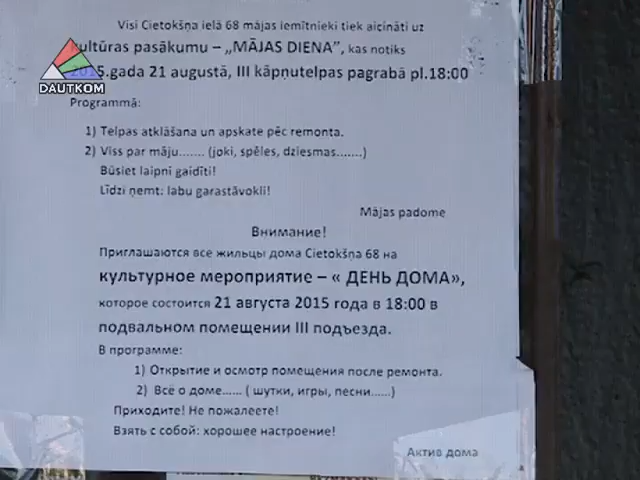 Visi Cietokšņa ielā 68 mājas iemītnieki tiek aicināti uz
kultūras pasākumu – „MĀJAS DIENA”, kas notiks
2015.gada 21 augustā, III kāpņutelpas pagrabā pl.18:00
DAUTKOM
Programmā:
1) Telpas atklāšana un apskate pēc remonta.
2) Viss par māju....... (joki, spēles, dziesmas.......)
Būsiet laipni gaidīti!
Līdzi ņemt: labu garastāvokli!
Mājas padome
Внимание!
Приглашаются все жильцы дома Cietokšņa 68 на
культурное мероприятие – « ДЕНЬ ДОМА»,
которое состоится 21 августа 2015 года в 18:00 в
подвальном помещении III подъезда.
В программе:
1) Открытие и осмотр помещения после ремонта.
2) Всё о доме...... ( шутки, игры, песни......)
Приходите! Не пожалеете!
Взять с собой: хорошее настроение!
Актив дома